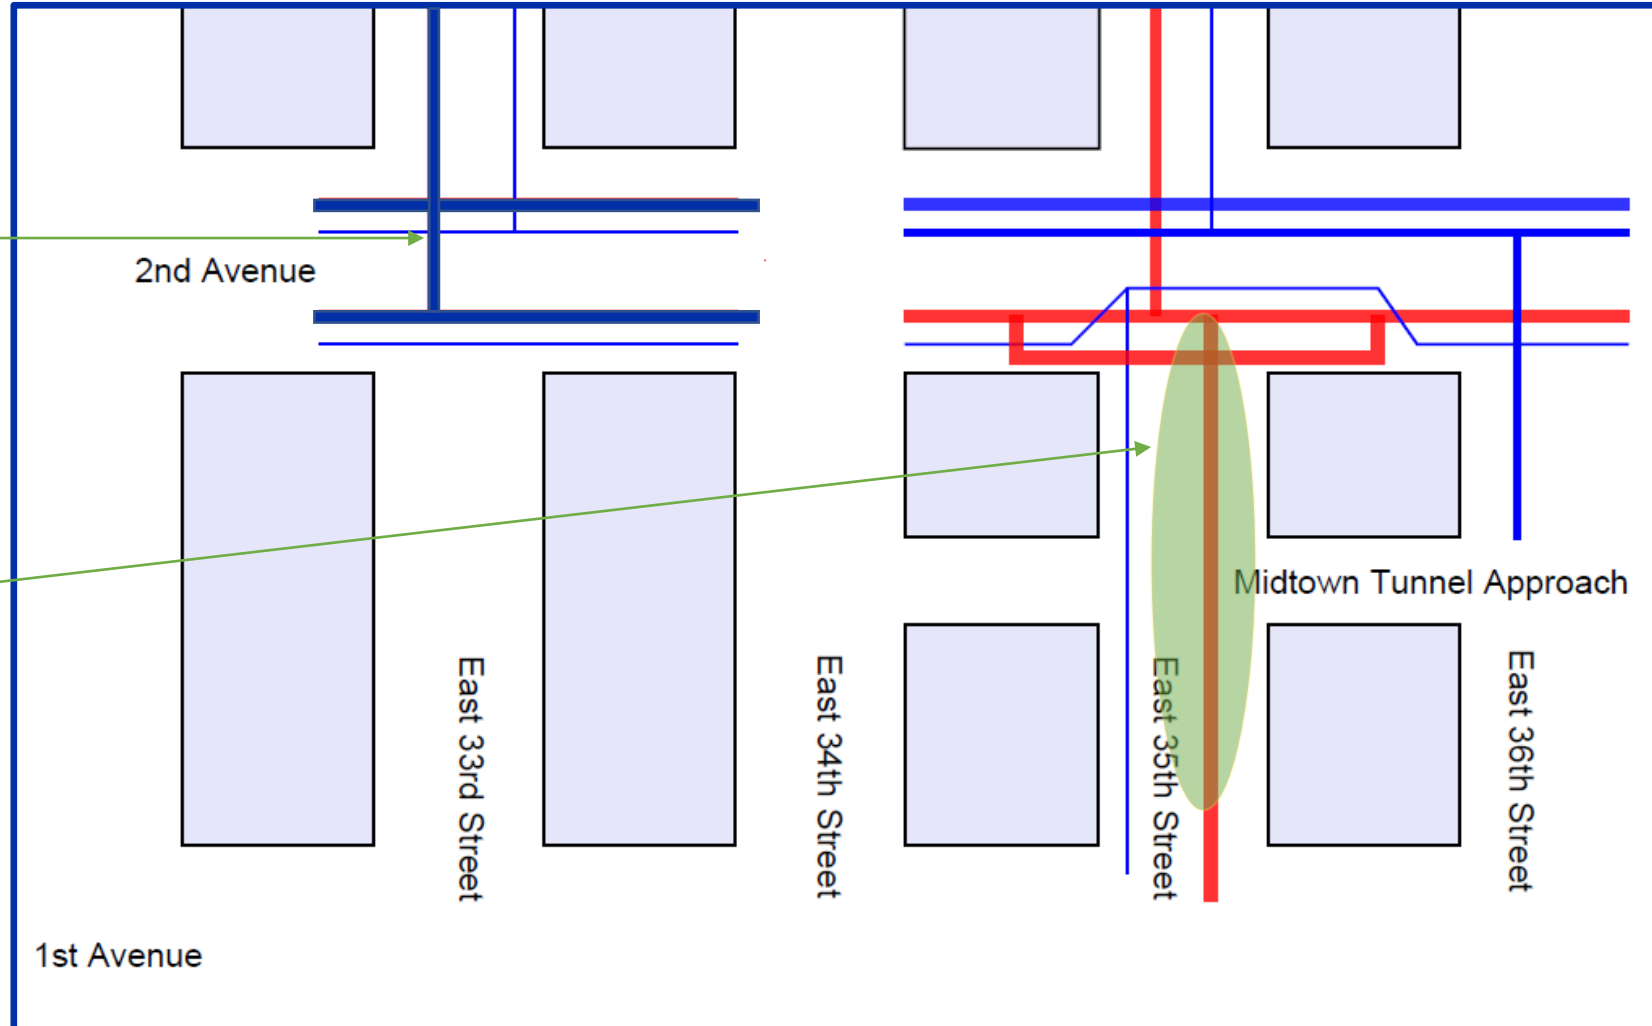 2nd Avenue
Midtown Tunnel Approach
East 33rd Street
East 34th Street
East 35th Street
East 36th Street
1st Avenue